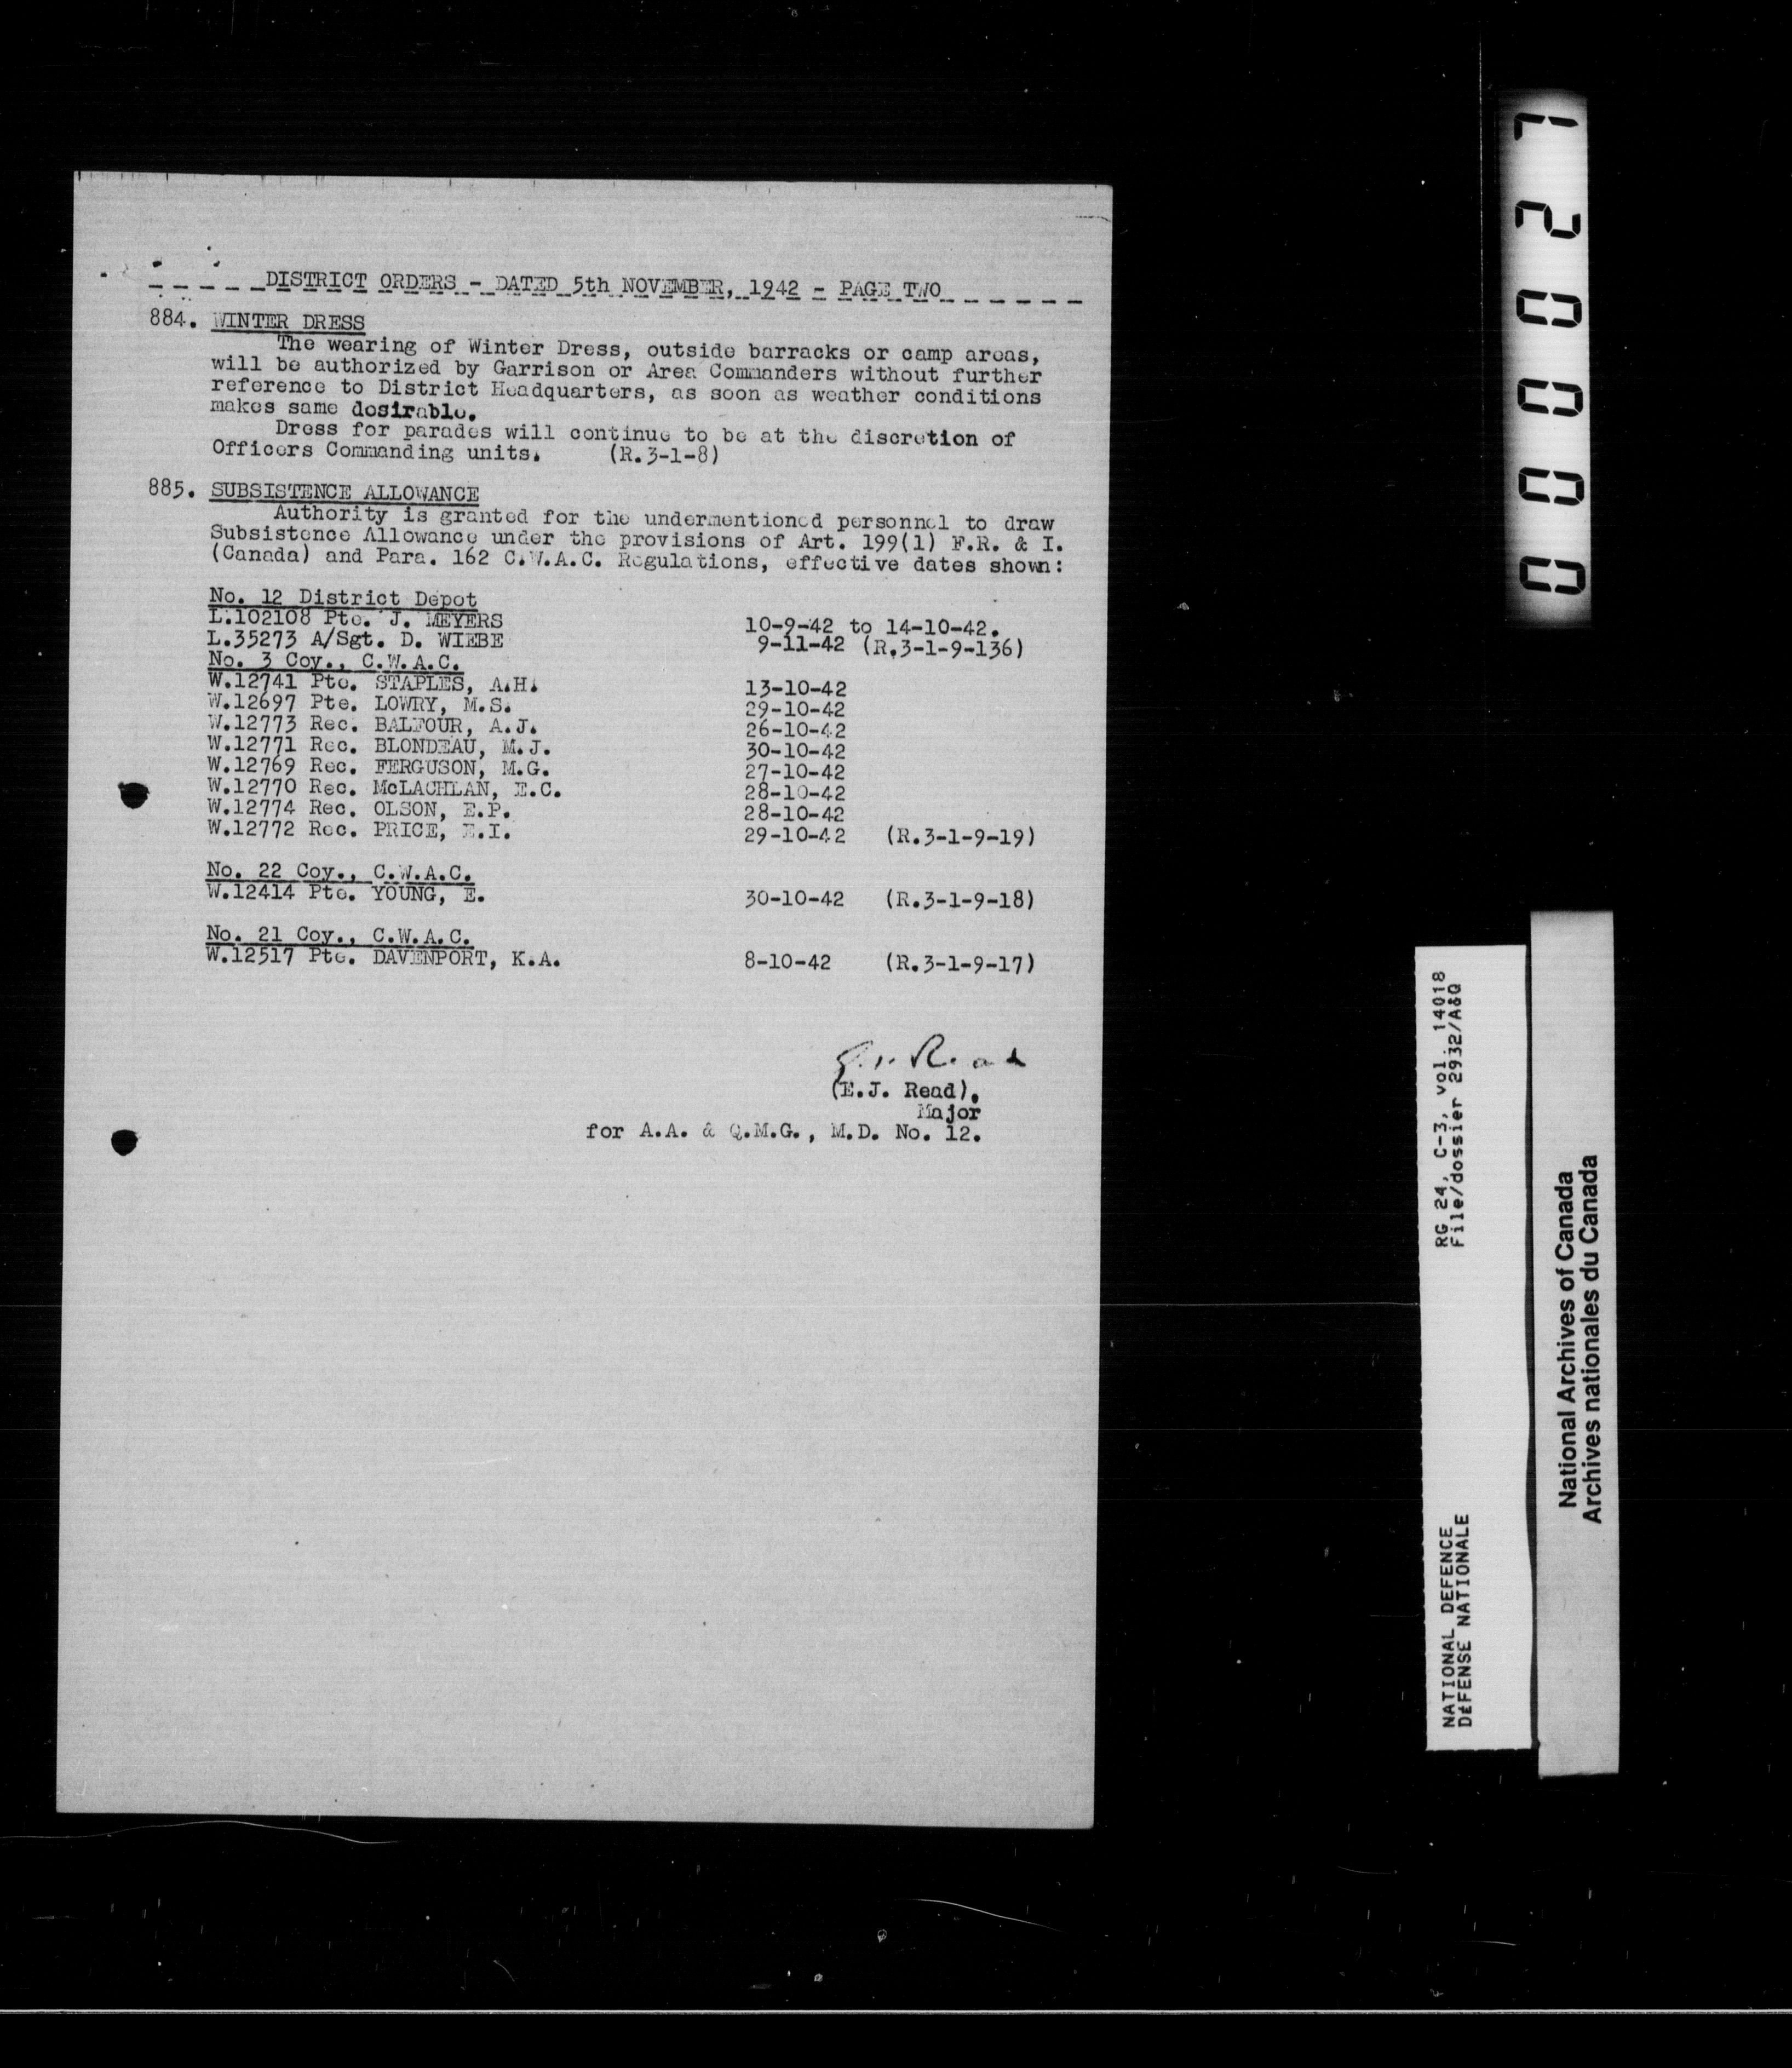 DISTRICT ORDERS - DATED 5th NOVEMBER, 1942 - PAGE TWO
884. WINTER DRESS
The wearing of Winter Dress, outside barracks or camp areas,
will be authorized by Garrison or Area Commanders without further
reference to District Headquarters, as soon as weather conditions
makes same desirable.
Dress for parades will continue to be at the discretion of
Officers Commanding units. (R.3-1-8)
885. SUBSISTENCE ALLOWANCE
Authority is granted for the undermentioned personnel to draw
Subsistence Allowance under the provisions of Art. 199(1) F.R. & I.
(Canada) and Para. 162 C.W.A.C. Regulations, effective dates shown:
No. 12 District Depot
L.102108 Pte. J. MEYERS 10-9-42 to 14-10-42.
L.35273 A/Sgt. D. WIEBE 9-11-42 (R.3-1-9-136)
No. 3 Coy., C.W.A.C.
W.12741 Pte. STAPLES, A.H. 13-10-42
W.12697 Pte. LOWRY, M.S. 29-10-42
W.12773 Rec. BALFOUR, A.J. 26-10-42
W.12771 Rec. BLONDEAU, M.J. 30-10-42
W.12769 Rec. FERGUSON, M.G. 27-10-42
W.12770 Rec. McLACHLAN, E.C. 28-10-42
W.12774 Rec. OLSON, E.P. 28-10-42
W.12772 Rec. PRICE, E.I. 29-10-42 (R.3-1-9-19)
No. 22 Coy., C.W.A.C.
W.12414 Pte. YOUNG, E. 30-10-42 (R.3-1-9-18)
No. 21 Coy., C.W.A.C.
W.12517 Pte. DAVENPORT, K.A. 8-10-42 (R.3-1-9-17)
E.J. Read
(E.J. Read).
Major
for A.A. & Q.M.G., M.D. No. 12.
00027
RG 24, C-3, vol. 14018
File/dossier 2932/A&Q
NATIONAL DEFENCE
DÉFENSE NATIONALE
National Archives of Canada
Archives nationales du Canada